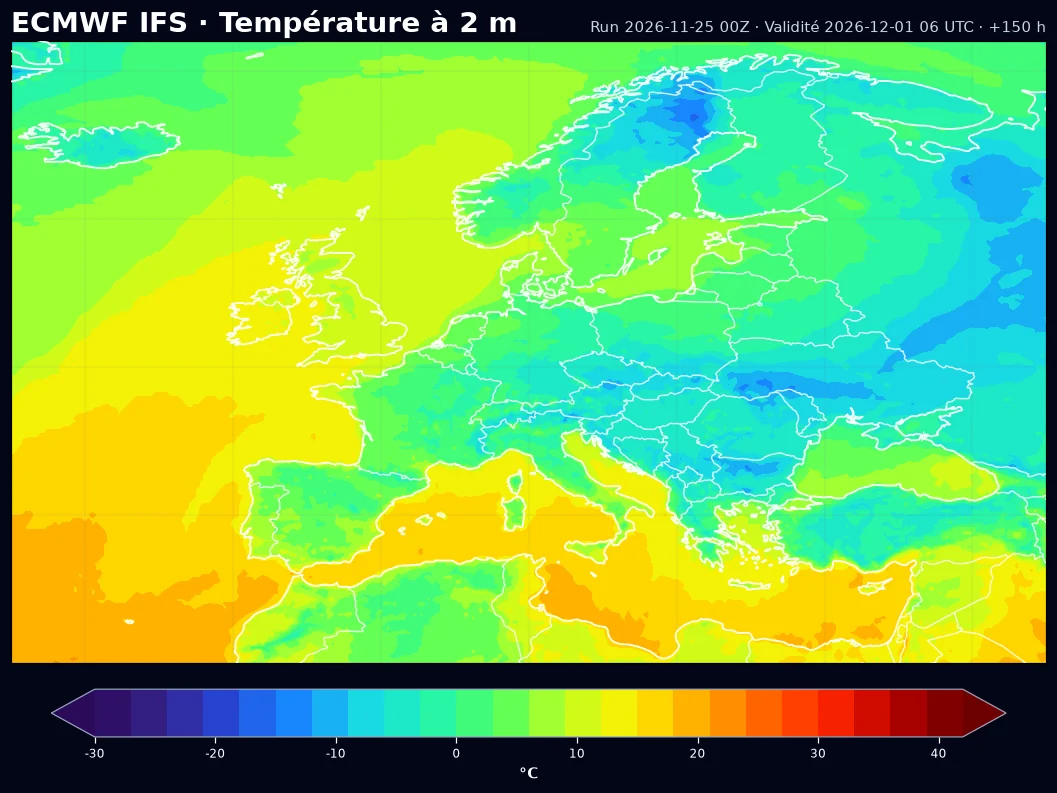 ECMWF IFS · Température à 2 m
Run 2026-11-25 00Z · Validité 2026-12-01 06 UTC · +150 h
-30 -20 -10 0 10 20 30 40
°C